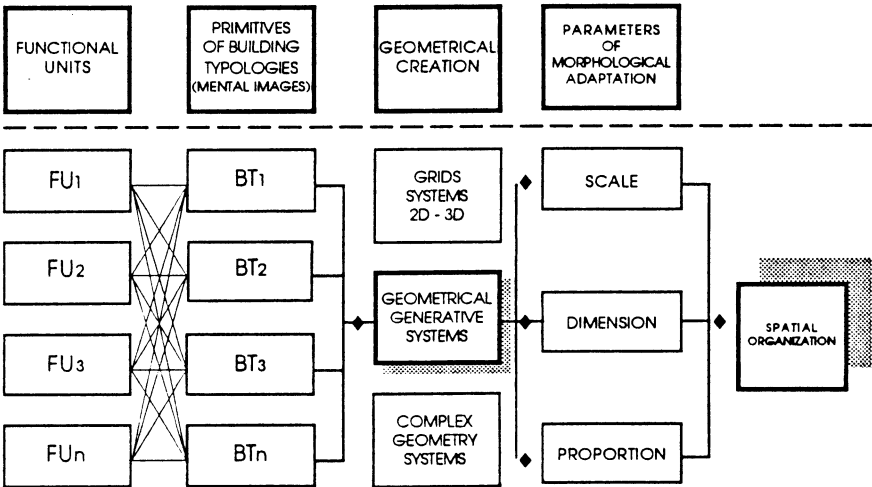 FUNCTIONAL
UNITS
PRIMITIVES
OF BUILDING
TYPOLOGIES
(MENTAL IMAGES)
GEOMETRICAL
CREATION
PARAMETERS
OF
MORPHOLOGICAL
ADAPTATION
FU1
BT1
GRIDS
SYSTEMS
2D - 3D
SCALE
FU2
BT2
GEOMETRICAL
GENERATIVE
SYSTEMS
DIMENSION
SPATIAL
ORGANIZATION
FU3
BT3
COMPLEX
GEOMETRY
SYSTEMS
PROPORTION
FUn
BTn